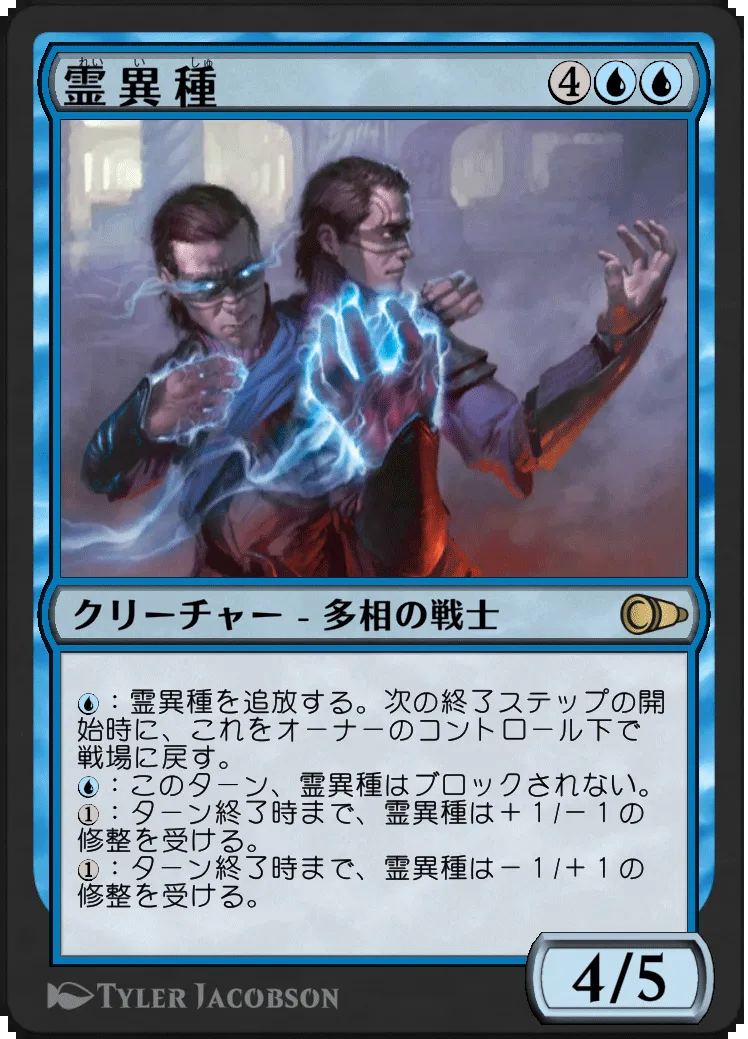 霊異種
れい い しゅ
4
クリーチャー - 多相の戦士
：霊異種を追放する。次の終了ステップの開
始時に、これをオーナーのコントロール下で
戦場に戻す。
：このターン、霊異種はブロックされない。
1：ターン終了時まで、霊異種は＋１/－１の
修整を受ける。
1：ターン終了時まで、霊異種は－１/＋１の
修整を受ける。
4/5
TYLER JACOBSON